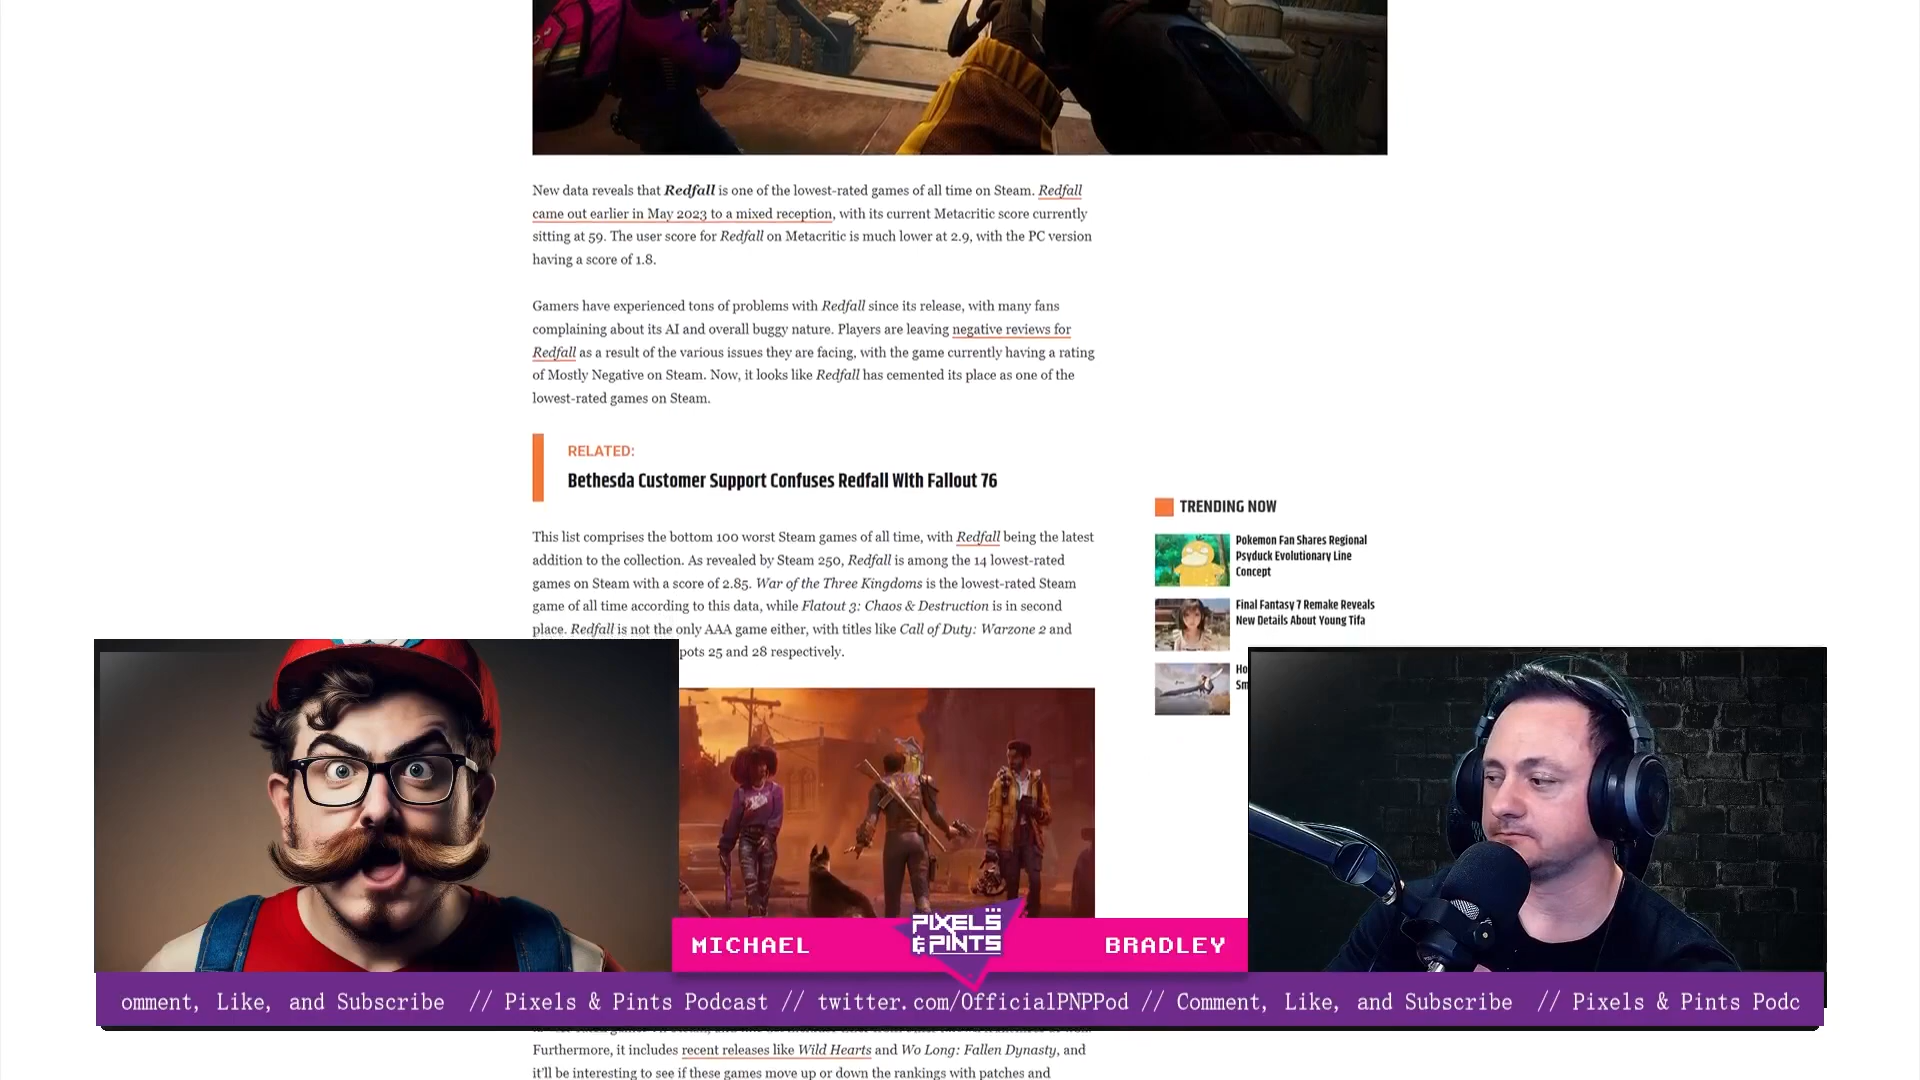 New data reveals that Redfall is one of the lowest-rated games of all time on Steam. Redfall
came out earlier in May 2023 to a mixed reception, with its current Metacritic score currently
sitting at 59. The user score for Redfall on Metacritic is much lower at 2.9, with the PC version
having a score of 1.8.
Gamers have experienced tons of problems with Redfall since its release, with many fans
complaining about its AI and overall buggy nature. Players are leaving negative reviews for
Redfall as a result of the various issues they are facing, with the game currently having a rating
of Mostly Negative on Steam. Now, it looks like Redfall has cemented its place as one of the
lowest-rated games on Steam.
RELATED:
Bethesda Customer Support Confuses Redfall With Fallout 76
This list comprises the bottom 100 worst Steam games of all time, with Redfall being the latest
addition to the collection. As revealed by Steam 250, Redfall is among the 14 lowest-rated
games on Steam with a score of 2.85. War of the Three Kingdoms is the lowest-rated Steam
game of all time according to this data, while Flatout 3: Chaos & Destruction is in second
place. Redfall is not the only AAA game either, with titles like Call of Duty: Warzone 2 and
pots 25 and 28 respectively.
TRENDING NOW
Pokemon Fan Shares Regional
Psyduck Evolutionary Line
Concept
Final Fantasy 7 Remake Reveals
New Details About Young Tifa
Ho
Sm
MICHAEL
PIXELS
& PINTS
BRADLEY
omment, Like, and Subscribe // Pixels & Pints Podcast // twitter.com/OfficialPNPPod // Comment, Like, and Subscribe // Pixels & Pints Podc
Furthermore, it includes recent releases like Wild Hearts and Wo Long: Fallen Dynasty, and
it'll be interesting to see if these games move up or down the rankings with patches and